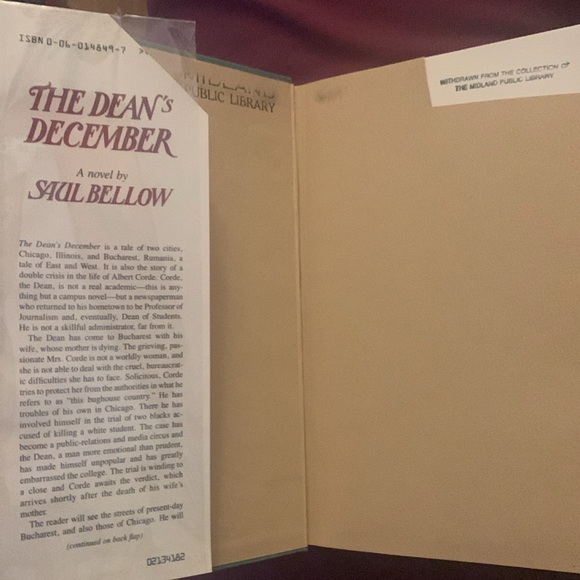 ISBN 0-06-014849-7
THE DEAN'S
DECEMBER
A novel by
SAUL BELLOW
The Dean's December is a tale of two cities,
Chicago, Illinois, and Bucharest, Rumania, a
tale of East and West. It is also the story of a
double crisis in the life of Albert Corde. Corde,
the Dean, is not a real academic—this is any-
thing but a campus novel—but a newspaperman
who returned to his hometown to be Professor of
Journalism and, eventually, Dean of Students.
He is not a skillful administrator, far from it.
The Dean has come to Bucharest with his
wife, whose mother is dying. The grieving, pas-
sionate Mrs. Corde is not a worldly woman, and
she is not able to deal with the cruel, bureaucrat-
ic difficulties she has to face. Solicitous, Corde
tries to protect her from the authorities in what he
refers to as "this bughouse country." He has
troubles of his own in Chicago. There he has
involved himself in the trial of two blacks ac-
cused of killing a white student. The case has
become a public-relations and media circus and
the Dean, a man more emotional than prudent,
has made himself unpopular and has greatly
embarrassed the college. The trial is winding to
a close and Corde awaits the verdict, which
arrives shortly after the death of his wife's
mother.
The reader will see the streets of present-day
Bucharest, and also those of Chicago. He will
(continued on back flap)
02134182
MIDLAND
PUBLIC LIBRARY
WITHDRAWN FROM THE COLLECTION OF
THE MIDLAND PUBLIC LIBRARY